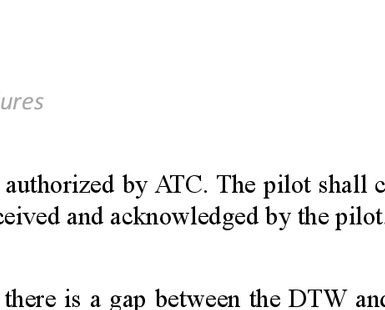 ures
authorized by ATC. The pilot shall c
ceived and acknowledged by the pilot.
there is a gap between the DTW and